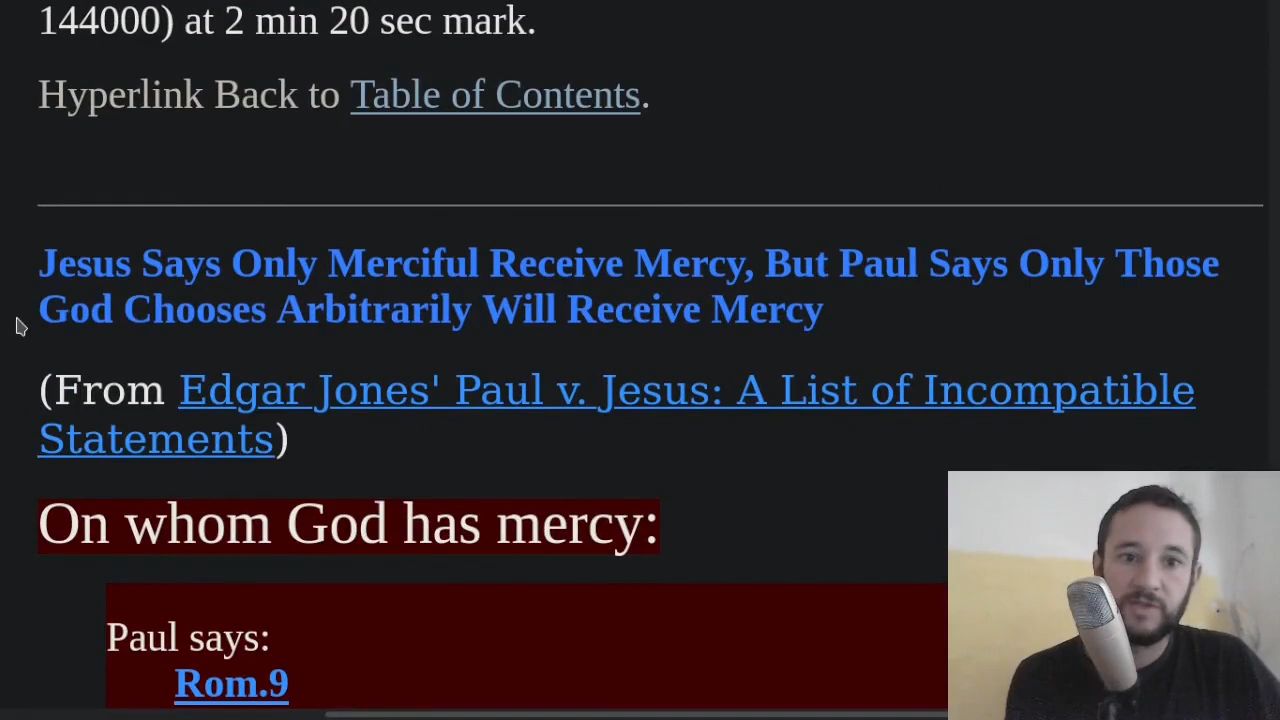 144000) at 2 min 20 sec mark.
Hyperlink Back to Table of Contents.
Jesus Says Only Merciful Receive Mercy, But Paul Says Only Those
God Chooses Arbitrarily Will Receive Mercy
(From Edgar Jones' Paul v. Jesus: A List of Incompatible
Statements)
On whom God has mercy:
Paul says:
Rom.9